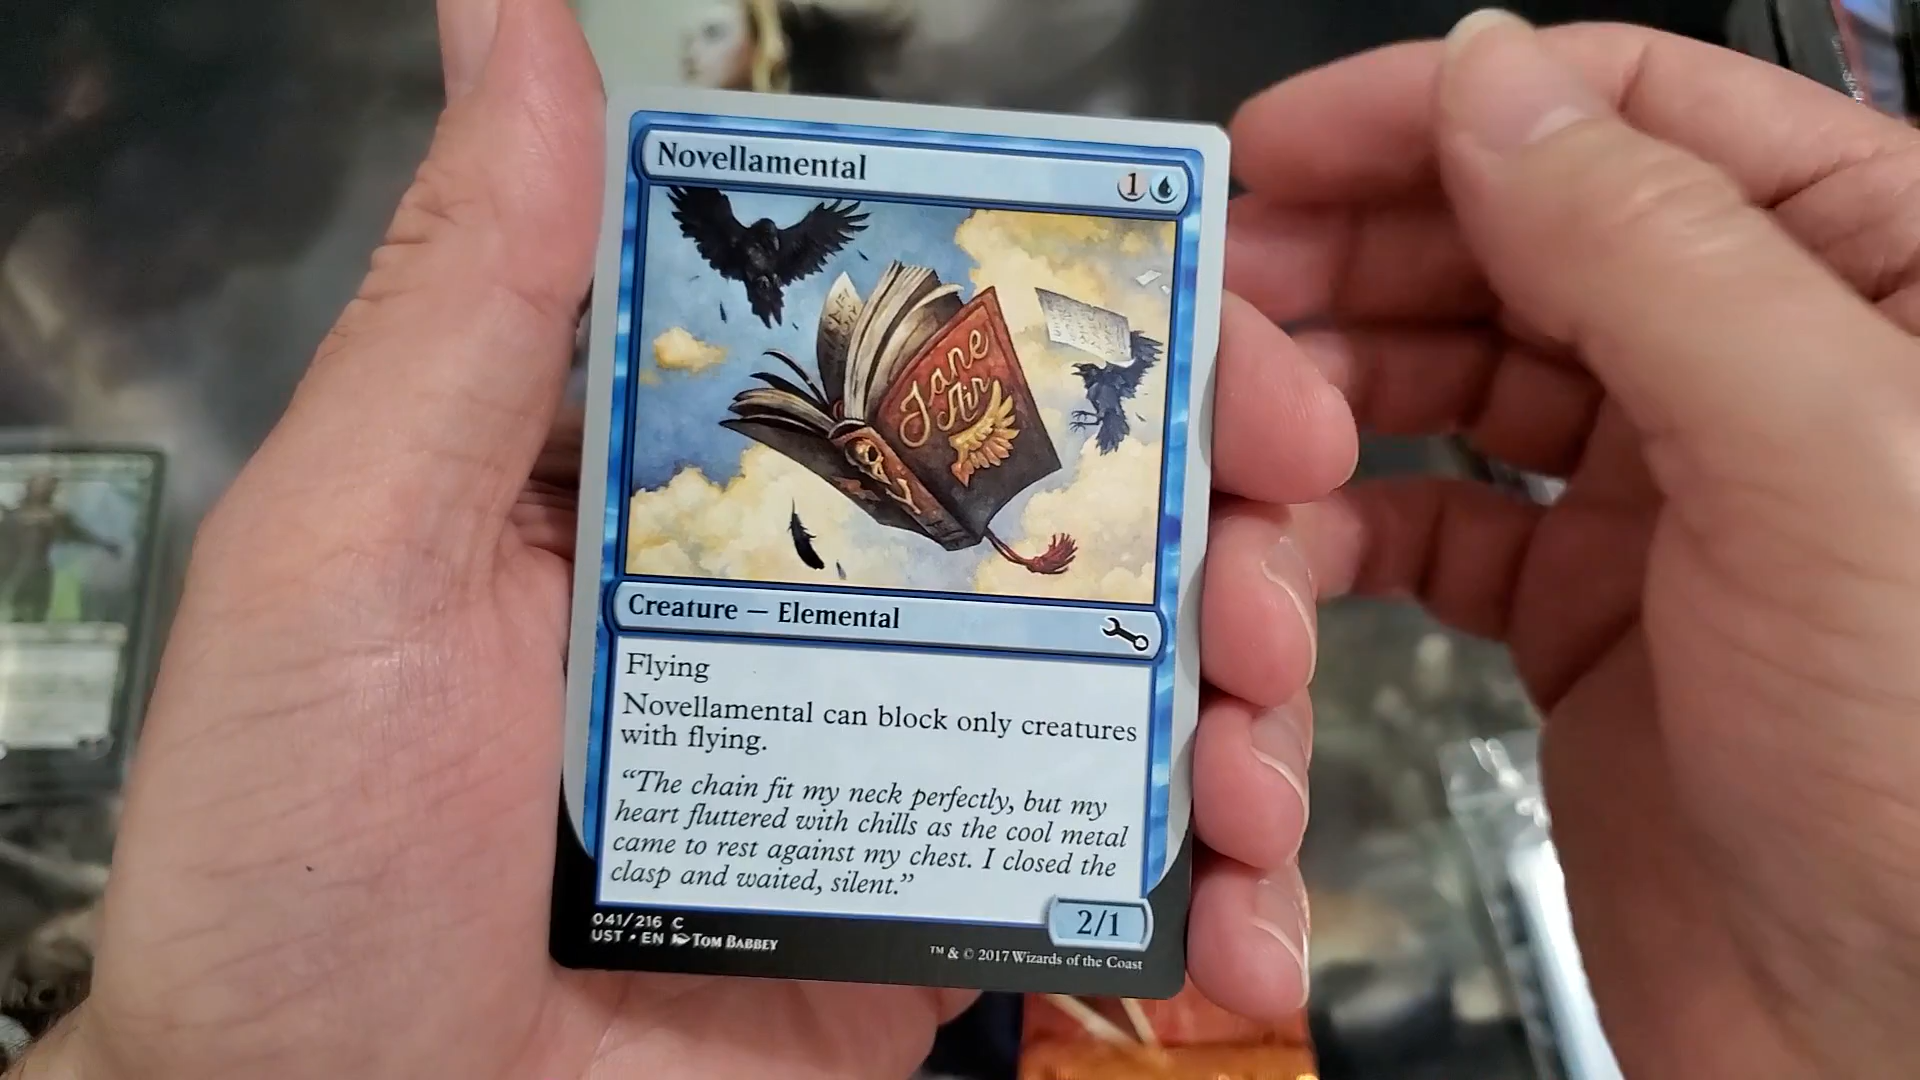 Novellamental
1
Jane
Air
Creature — Elemental
Flying
Novellamental can block only creatures
with flying.
“The chain fit my neck perfectly, but my
heart fluttered with chills as the cool metal
came to rest against my chest. I closed the
clasp and waited, silent.”
2/1
041/216 C
UST • EN TOM BABBEY
™ & © 2017 Wizards of the Coast